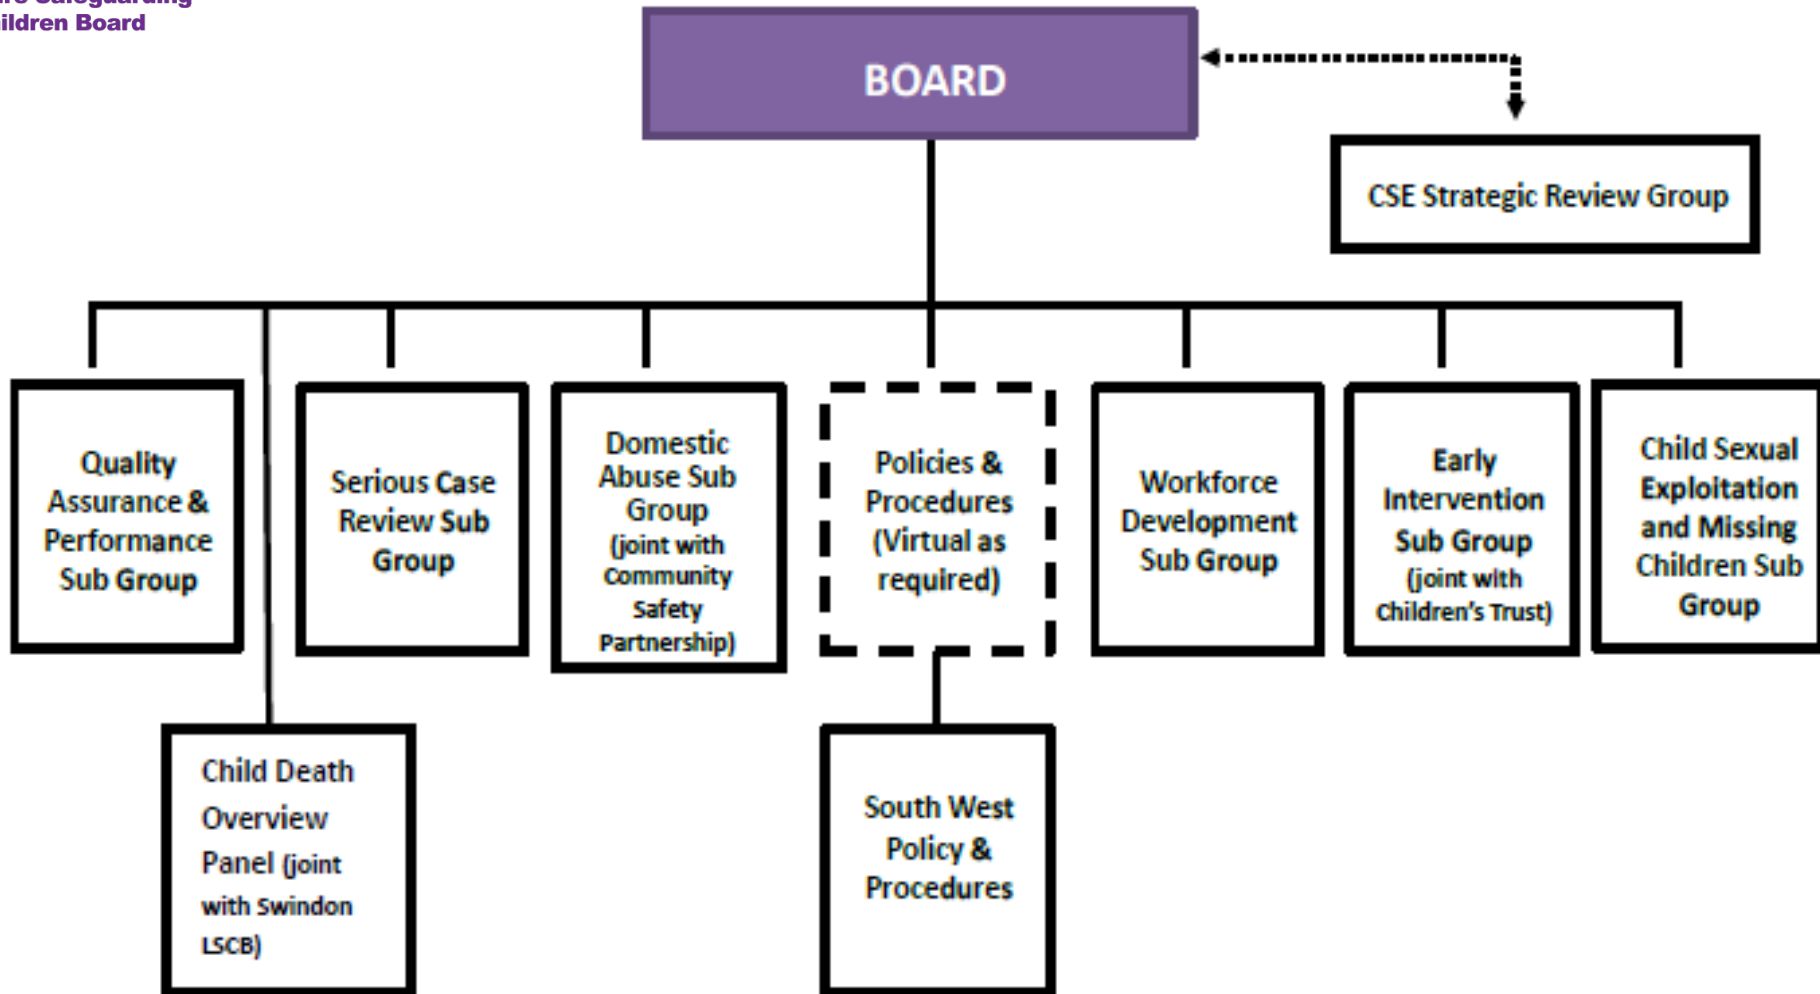 Safeguarding
Children Board
BOARD
CSE Strategic Review Group
Quality
Assurance &
Performance
Sub Group
Serious Case
Review Sub
Group
Domestic
Abuse Sub
Group
(joint with
Community
Safety
Partnership)
Policies &
Procedures
(Virtual as
required)
Workforce
Development
Sub Group
Early
Intervention
Sub Group
(joint with
Children’s Trust)
Child Sexual
Exploitation
and Missing
Children Sub
Group
Child Death
Overview
Panel (joint
with Swindon
LSCB)
South West
Policy &
Procedures